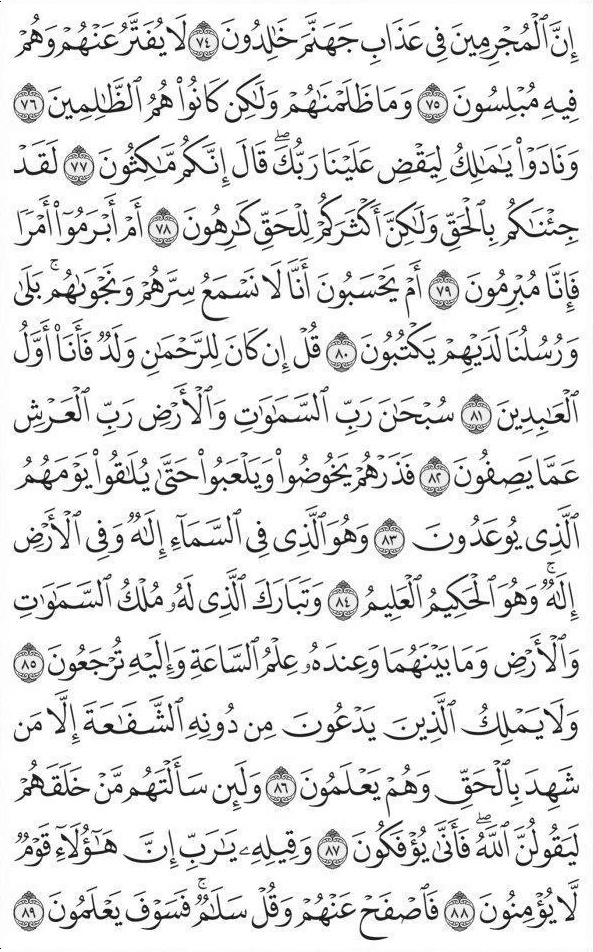 إِنَّ ٱلْمُجْرِمِينَ فِي عَذَابِ جَهَنَّمَ خَٰلِدُونَ ٧٤ لَا يُفَتَّرُ عَنْهُمْ وَهُمْ
فِيهِ مُبْلِسُونَ ٧٥ وَمَا ظَلَمْنَٰهُمْ وَلَٰكِن كَانُوا۟ هُمُ ٱلظَّٰلِمِينَ ٧٦
وَنَادَوْا۟ يَٰمَٰلِكُ لِيَقْضِ عَلَيْنَا رَبُّكَۖ قَالَ إِنَّكُم مَّٰكِثُونَ ٧٧ لَقَدْ
جِئْنَٰكُم بِٱلْحَقِّ وَلَٰكِنَّ أَكْثَرَكُمْ لِلْحَقِّ كَٰرِهُونَ ٧٨ أَمْ أَبْرَمُوٓا۟ أَمْرًا
فَإِنَّا مُبْرِمُونَ ٧٩ أَمْ يَحْسَبُونَ أَنَّا لَا نَسْمَعُ سِرَّهُمْ وَنَجْوَىٰهُمۚ بَلَىٰ
وَرُسُلُنَا لَدَيْهِمْ يَكْتُبُونَ ٨٠ قُلْ إِن كَانَ لِلرَّحْمَٰنِ وَلَدٌ فَأَنَا۠ أَوَّلُ
ٱلْعَٰبِدِينَ ٨١ سُبْحَٰنَ رَبِّ ٱلسَّمَٰوَٰتِ وَٱلْأَرْضِ رَبِّ ٱلْعَرْشِ
عَمَّا يَصِفُونَ ٨٢ فَذَرْهُمْ يَخُوضُوا۟ وَيَلْعَبُوا۟ حَتَّىٰ يُلَٰقُوا۟ يَوْمَهُمُ
ٱلَّذِي يُوعَدُونَ ٨٣ وَهُوَ ٱلَّذِي فِي ٱلسَّمَآءِ إِلَٰهٌ وَفِي ٱلْأَرْضِ
إِلَٰهٌۚ وَهُوَ ٱلْحَكِيمُ ٱلْعَلِيمُ ٨٤ وَتَبَارَكَ ٱلَّذِي لَهُۥ مُلْكُ ٱلسَّمَٰوَٰتِ
وَٱلْأَرْضِ وَمَا بَيْنَهُمَا وَعِندَهُۥ عِلْمُ ٱلسَّاعَةِ وَإِلَيْهِ تُرْجَعُونَ ٨٥
وَلَا يَمْلِكُ ٱلَّذِينَ يَدْعُونَ مِن دُونِهِ ٱلشَّفَٰعَةَ إِلَّا مَن
شَهِدَ بِٱلْحَقِّ وَهُمْ يَعْلَمُونَ ٨٦ وَلَئِن سَأَلْتَهُم مَّنْ خَلَقَهُمْ
لَيَقُولُنَّ ٱللَّهُۖ فَأَنَّىٰ يُؤْفَكُونَ ٨٧ وَقِيلِهِۦ يَٰرَبِّ إِنَّ هَٰٓؤُلَآءِ قَوْمٌ
لَّا يُؤْمِنُونَ ٨٨ فَٱصْفَحْ عَنْهُمْ وَقُلْ سَلَٰمٌۚ فَسَوْفَ يَعْلَمُونَ ٨٩